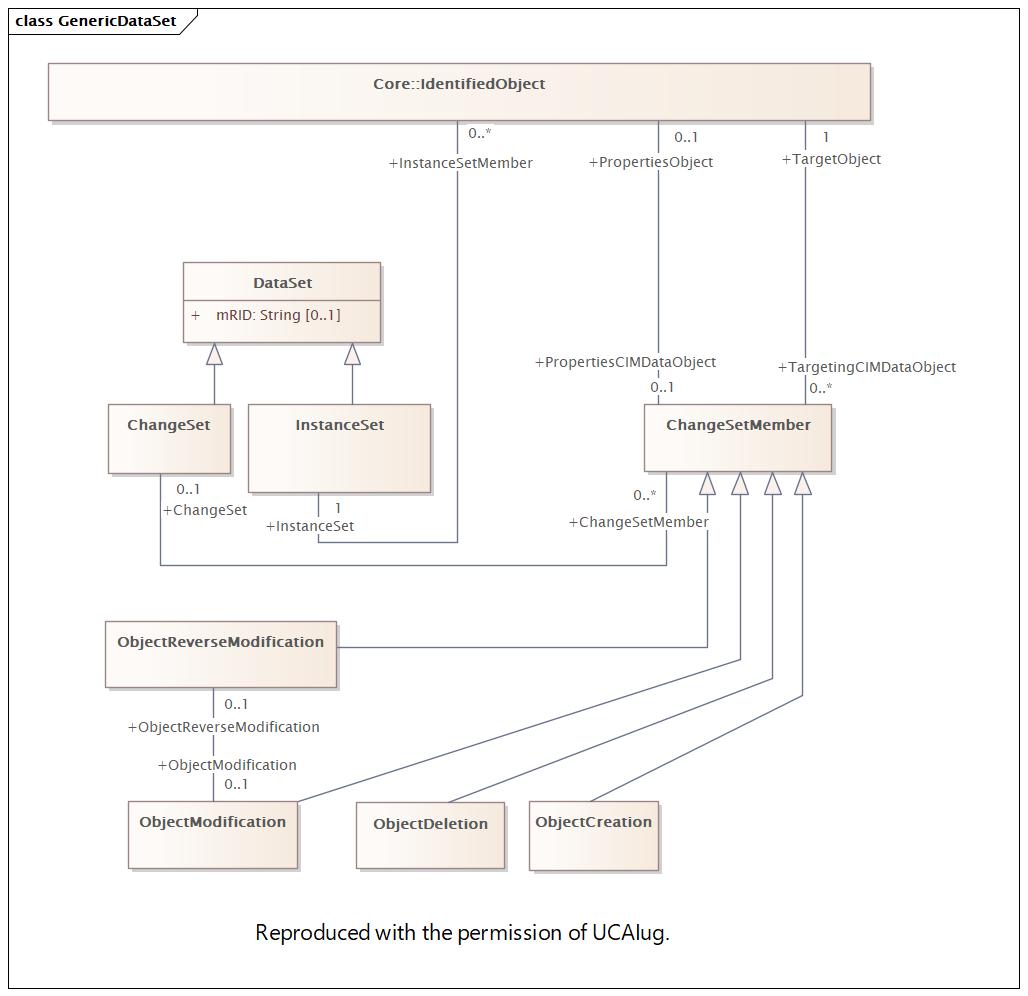 class GenericDataSet
Core::IdentifiedObject
0..*
+InstanceSetMember
0..1
+PropertiesObject
1
+TargetObject
DataSet
+ mRID: String [0..1]
+PropertiesCIMDataObject
0..1
+TargetingCIMDataObject
0..*
ChangeSet
InstanceSet
ChangeSetMember
0..1
+ChangeSet
1
+InstanceSet
0..*
+ChangeSetMember
ObjectReverseModification
0..1
+ObjectReverseModification
+ObjectModification
0..1
ObjectModification
ObjectDeletion
ObjectCreation
Reproduced with the permission of UCAIug.